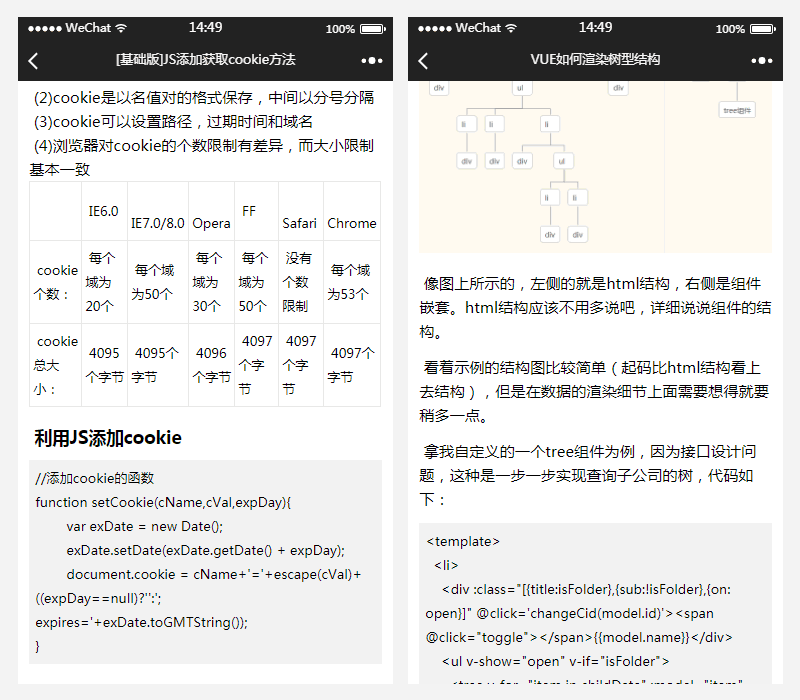 WeChat 14:49 100%
[基础版]JS添加获取cookie方法
(2)cookie是以名值对的格式保存，中间以分号分隔
(3)cookie可以设置路径，过期时间和域名
(4)浏览器对cookie的个数限制有差异，而大小限制
基本一致
IE6.0 IE7.0/8.0 Opera FF Safari Chrome
cookie个数： 每个域为20个 每个域为50个 每个域为30个 每个域为50个 没有个数限制 每个域为53个
cookie总大小： 4095个字节 4095个字节 4096个字节 4097个字节 4097个字节 4097个字节
利用JS添加cookie
//添加cookie的函数
function setCookie(cName,cVal,expDay){
var exDate = new Date();
exDate.setDate(exDate.getDate() + expDay);
document.cookie = cName+'='+escape(cVal)+
((expDay==null)?'':';
expires='+exDate.toGMTString());
}
WeChat 14:49 100%
VUE如何渲染树型结构
div ul div
tree组件
li li li
div div div ul
li li
div div
像图上所示的，左侧的就是html结构，右侧是组件
嵌套。html结构应该不用多说吧，详细说说组件的结
构。
看着示例的结构图比较简单（起码比html结构看上
去结构），但是在数据的渲染细节上面需要想得就要
稍多一点。
拿我自定义的一个tree组件为例，因为接口设计问
题，这种是一步一步实现查询子公司的树，代码如
下：
<template>
<li>
<div :class="[{title:isFolder},{sub:!isFolder},{on:
open}]" @click='changeCid(model.id)'><span
@click="toggle"></span>{{model.name}}</div>
<ul v-show="open" v-if="isFolder">
<tree v-for="item in childData" :model="item"